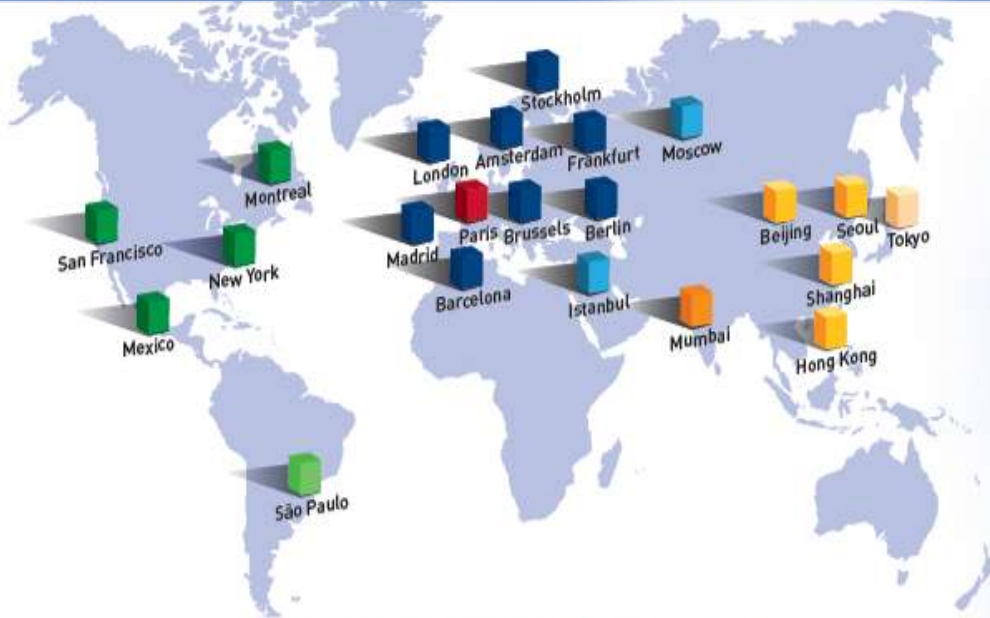 Stockholm
London
Amsterdam
Frankfurt
Moscow
Montreal
San Francisco
New York
Madrid
Paris
Brussels
Berlin
Beijing
Seoul
Tokyo
Barcelona
Istanbul
Shanghai
Mexico
Mumbai
Hong Kong
São Paulo